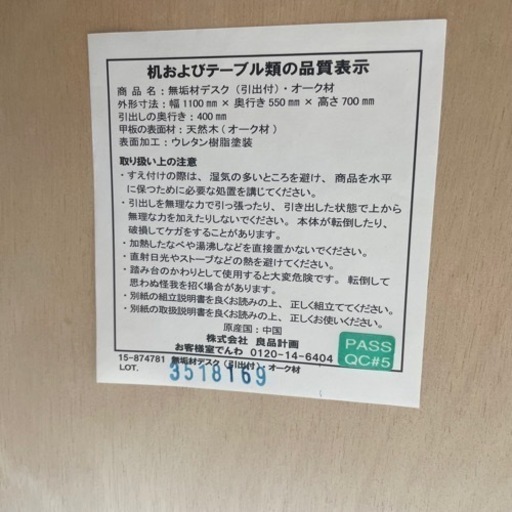 机およびテーブル類の品質表示
商 品 名：無垢材デスク（引出付）・オーク材
外形寸法：幅1100mm × 奥行き550mm × 高さ700mm
引出しの奥行き：400mm
甲板の表面材：天然木（オーク材）
表面加工：ウレタン樹脂塗装
取り扱い上の注意
・すえ付けの際は、湿気の多いところを避け、商品を水平
に保つために必要な処置を講じてください。
・引出しを無理な力で引っ張ったり、引き出した状態で上から
無理な力を加えたりしないでください。本体が転倒したり、
破損してケガをすることがあります。
・加熱したなべや湯沸しなどを直接置かないでください。
・直射日光やストーブなどの熱を避けてください。
・踏み台のかわりとして使用すると大変危険です。転倒して
思わぬ怪我を招く場合があります。
・別紙の組立説明書を良くお読みの上、正しく組立ててください。
・別紙の取扱説明書を良くお読みの上、正しくお使いください。
原産国：中国
株式会社 良品計画
お客様室でんわ 0120-14-6404
PASS
QC#5
15-874781 無垢材デスク（引出付）・オーク材
LOT.
3518169